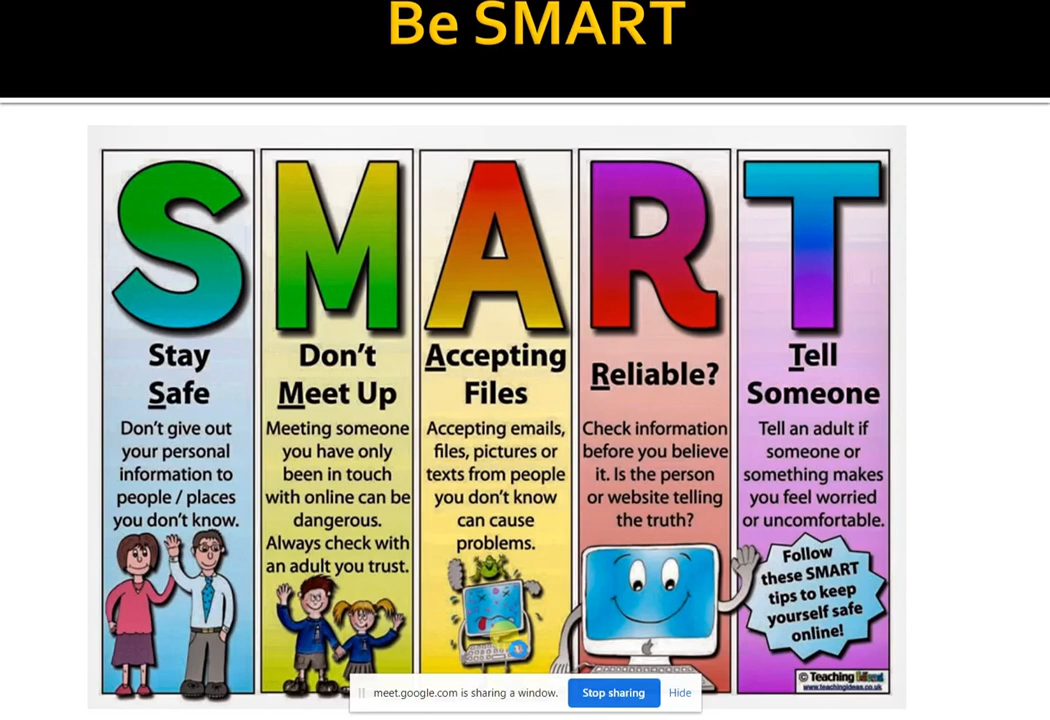 Be SMART
S M A R T
Stay
Safe
Don't give out
your personal
information to
people / places
you don't know.
Don't
Meet Up
Meeting someone
you have only
been in touch
with online can be
dangerous.
Always check with
an adult you trust.
Accepting
Files
Accepting emails,
files, pictures or
texts from people
you don't know
can cause
problems.
Reliable?
Check information
before you believe
it. Is the person
or website telling
the truth?
Tell
Someone
Tell an adult if
someone or
something makes
you feel worried
or uncomfortable.
Follow
these SMART
tips to keep
yourself safe
online!
© Teaching Ideas
www.teachingideas.co.uk
meet.google.com is sharing a window. Stop sharing Hide